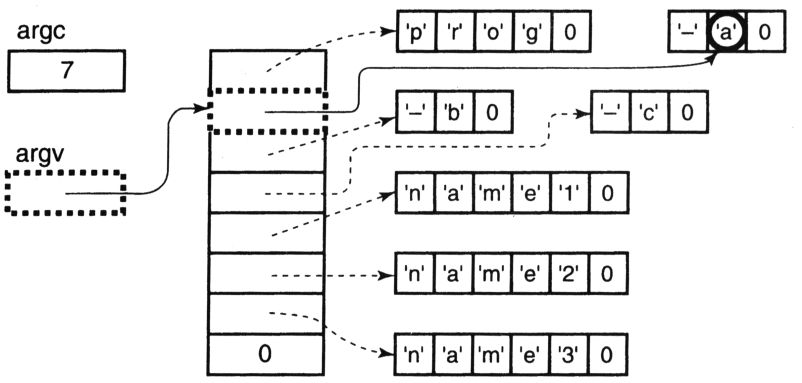 argc
7
argv
0
'p' 'r' 'o' 'g' 0
'–' 'a' 0
'–' 'b' 0
'–' 'c' 0
'n' 'a' 'm' 'e' '1' 0
'n' 'a' 'm' 'e' '2' 0
'n' 'a' 'm' 'e' '3' 0